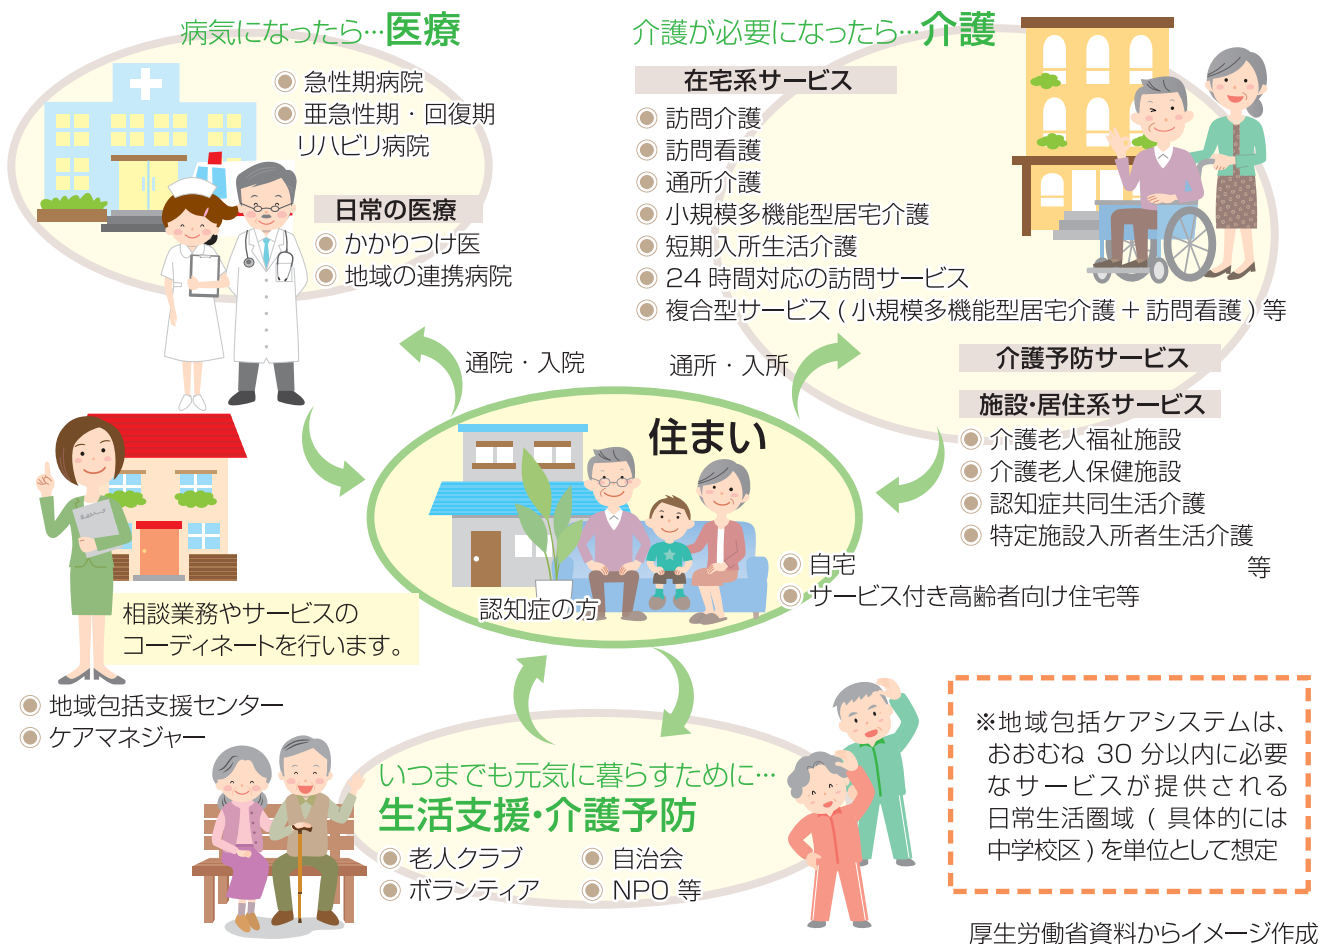 病気になったら…医療
急性期病院
亜急性期・回復期
リハビリ病院
日常の医療
かかりつけ医
地域の連携病院
介護が必要になったら…介護
在宅系サービス
訪問介護
訪問看護
通所介護
小規模多機能型居宅介護
短期入所生活介護
24 時間対応の訪問サービス
複合型サービス ( 小規模多機能型居宅介護 + 訪問看護 ) 等
介護予防サービス
施設・居住系サービス
介護老人福祉施設
介護老人保健施設
認知症共同生活介護
特定施設入所者生活介護
等
通院・入院
通所・入所
住まい
自宅
サービス付き高齢者向け住宅等
認知症の方
相談業務やサービスの
コーディネートを行います。
地域包括支援センター
ケアマネジャー
いつまでも元気に暮らすために…
生活支援・介護予防
老人クラブ
自治会
ボランティア
NPO 等
※地域包括ケアシステムは、
おおむね 30 分以内に必要
なサービスが提供される
日常生活圏域 ( 具体的には
中学校区 ) を単位として想定
厚生労働省資料からイメージ作成